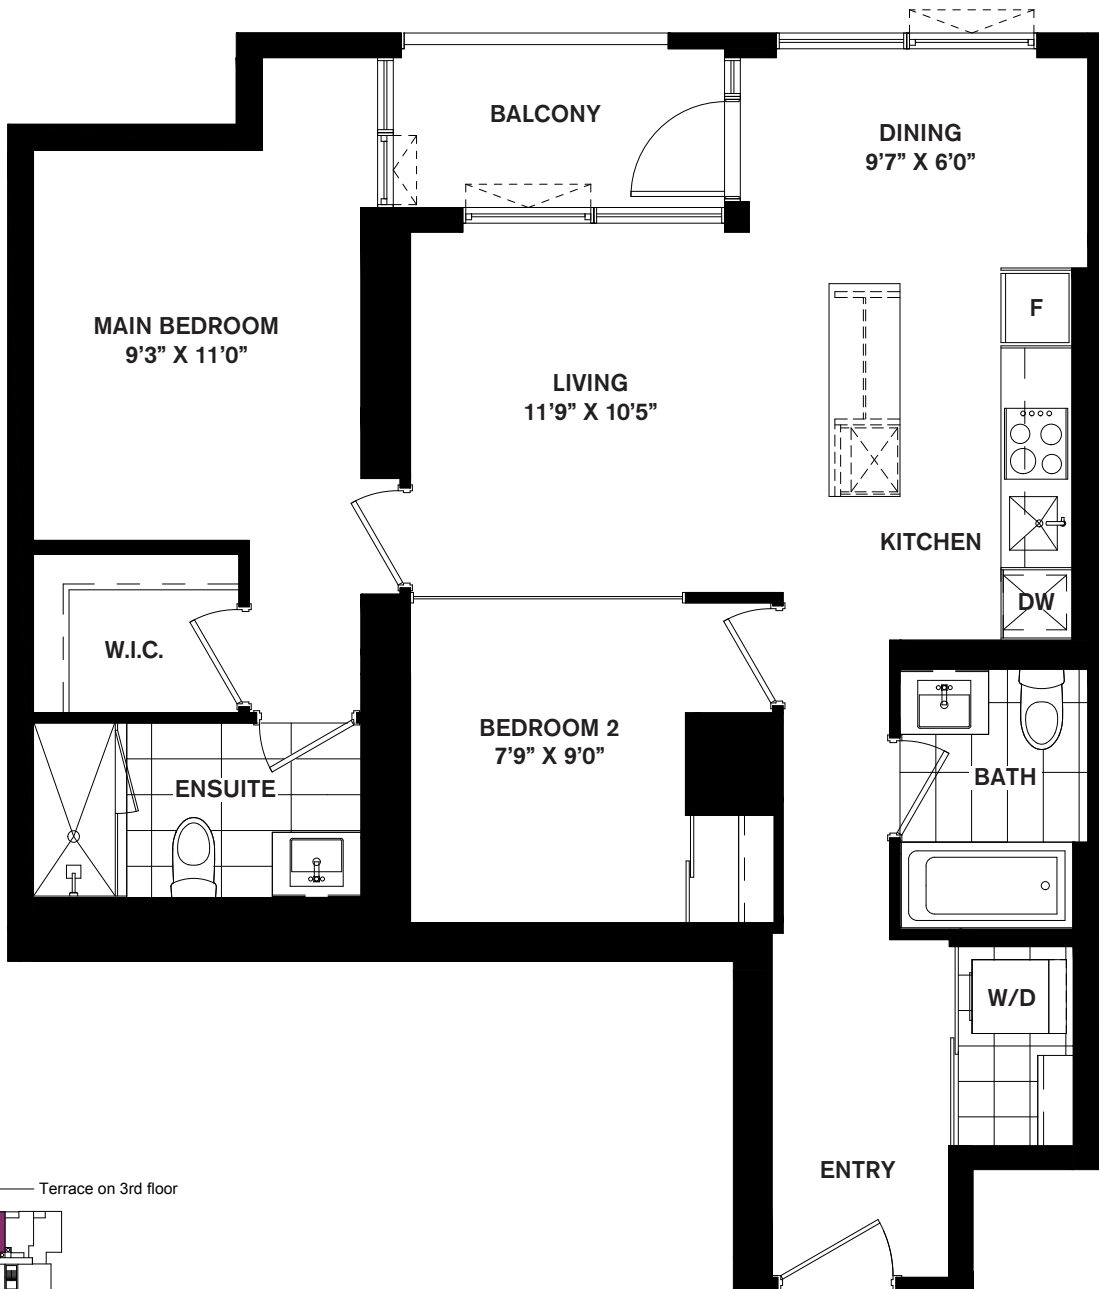 BALCONY
DINING
9’7” X 6’0”
MAIN BEDROOM
9’3” X 11’0”
F
LIVING
11’9” X 10’5”
KITCHEN
DW
W.I.C.
BEDROOM 2
7’9” X 9’0”
ENSUITE
BATH
W/D
ENTRY
Terrace on 3rd floor